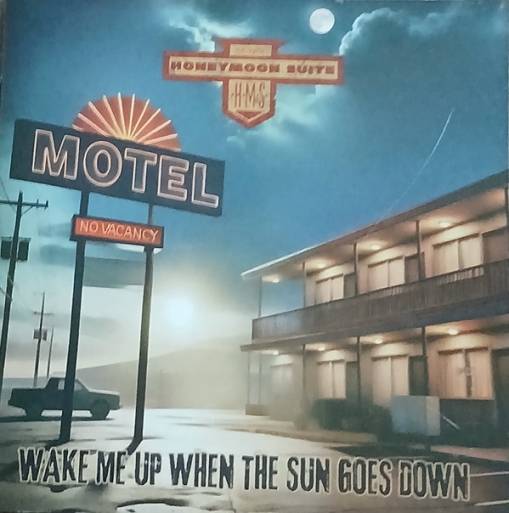 HONEYMOON SUITE
H·M·S
MOTEL
NO VACANCY
WAKE ME UP WHEN THE SUN GOES DOWN